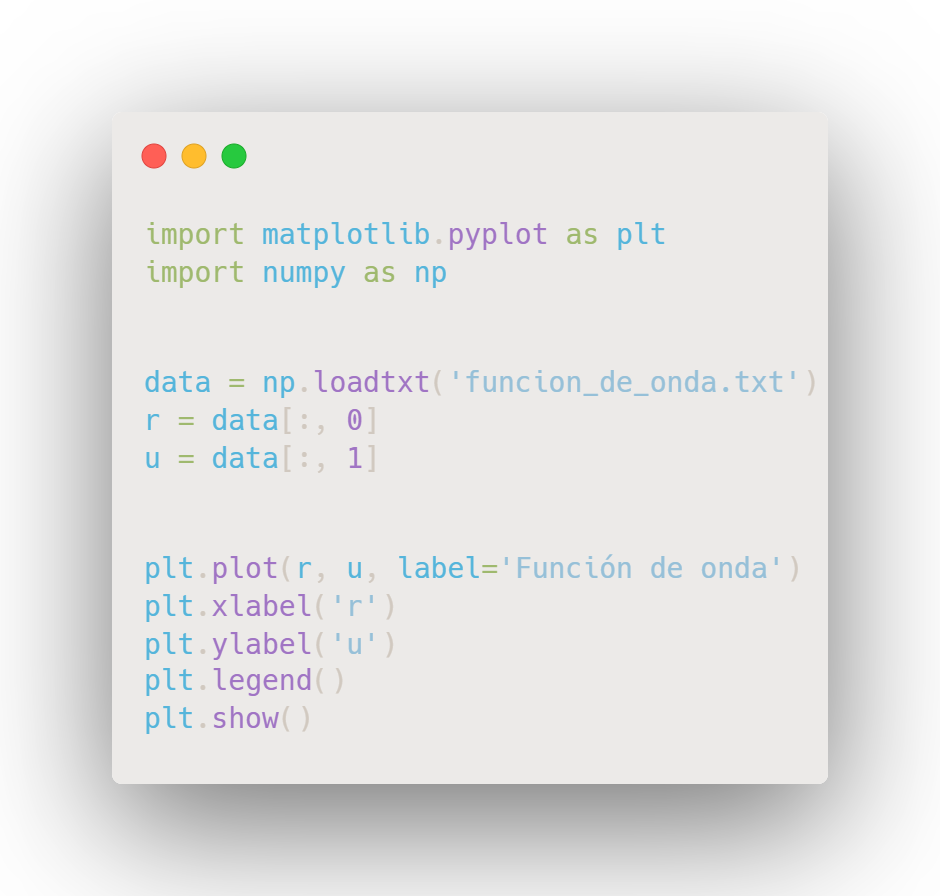 import matplotlib.pyplot as plt
import numpy as np
data = np.loadtxt('funcion_de_onda.txt')
r = data[:, 0]
u = data[:, 1]
plt.plot(r, u, label='Función de onda')
plt.xlabel('r')
plt.ylabel('u')
plt.legend()
plt.show()